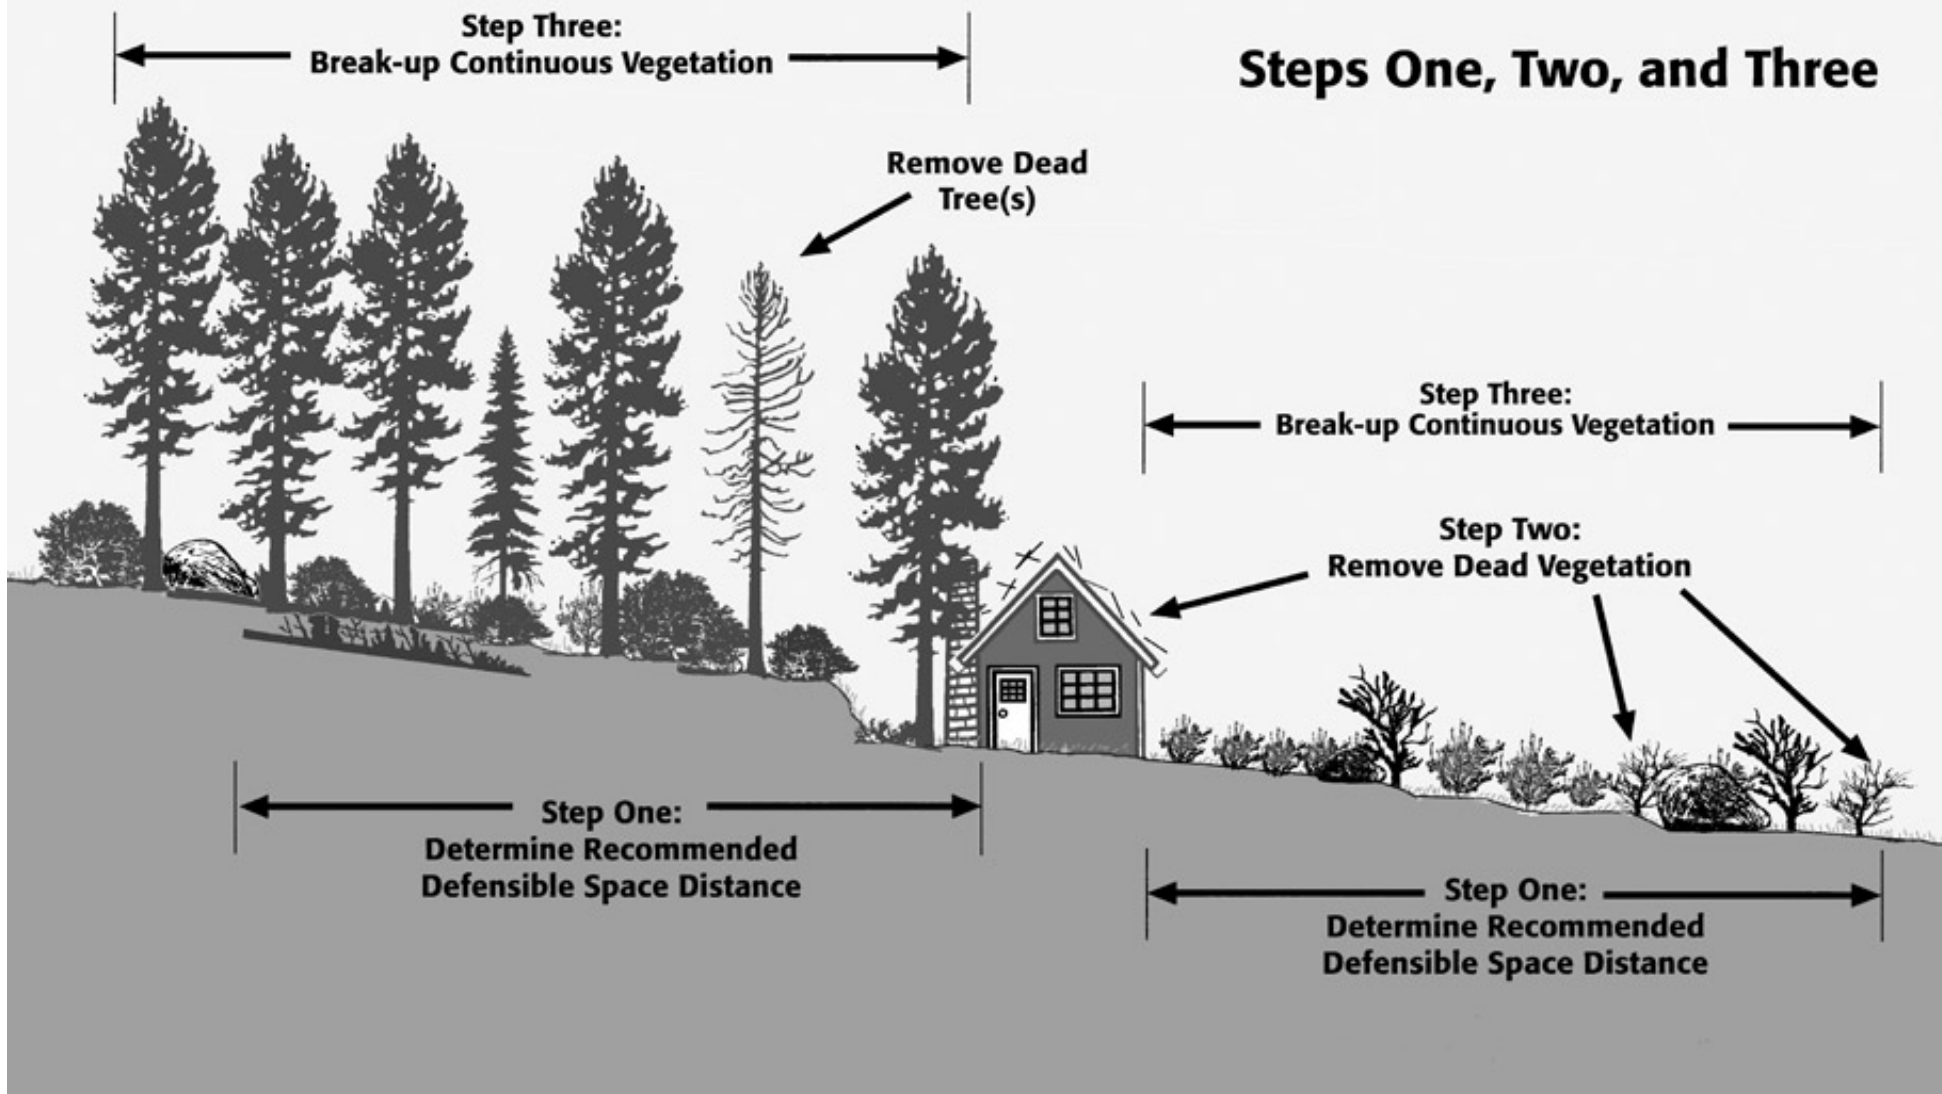 Step Three:
Break-up Continuous Vegetation
Steps One, Two, and Three
Remove Dead
Tree(s)
Step Three:
Break-up Continuous Vegetation
Step Two:
Remove Dead Vegetation
Step One:
Determine Recommended
Defensible Space Distance
Step One:
Determine Recommended
Defensible Space Distance